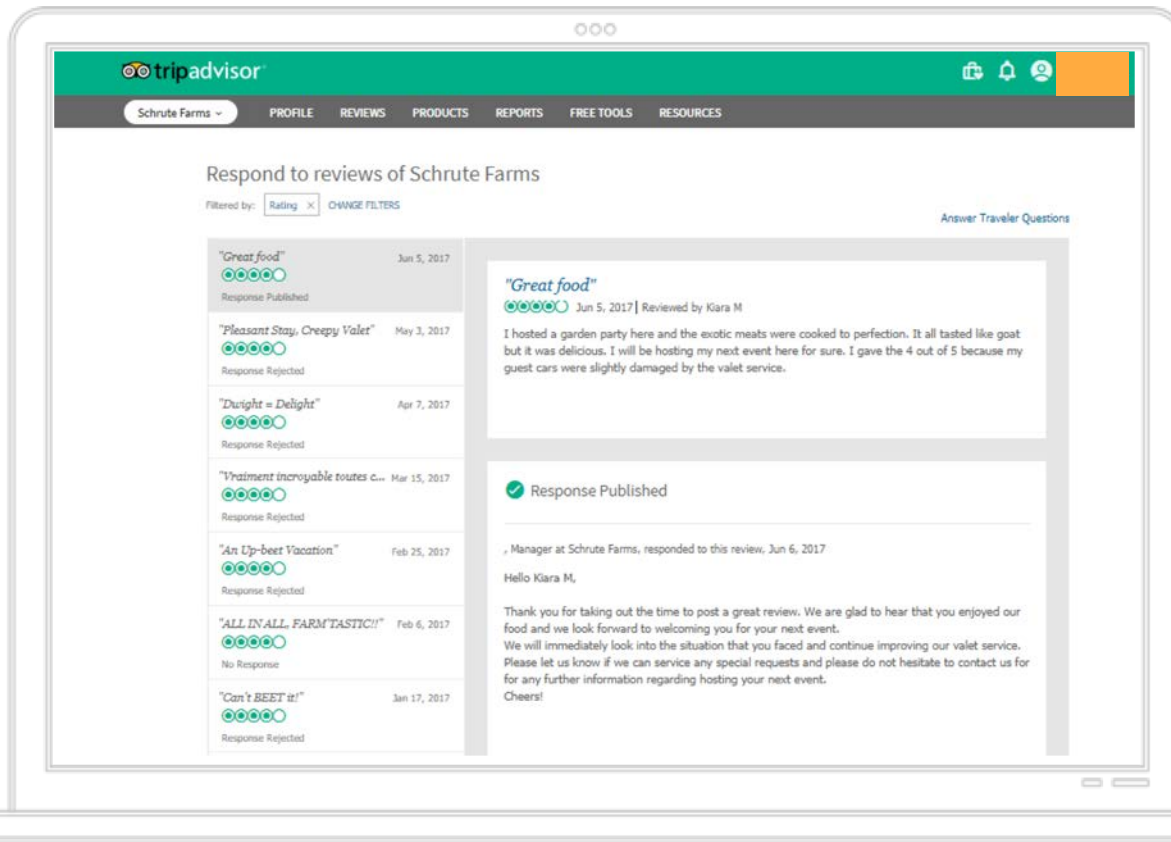 tripadvisor
Schrute Farms PROFILE REVIEWS PRODUCTS REPORTS FREE TOOLS RESOURCES
Respond to reviews of Schrute Farms
Filtered by: Rating × CHANGE FILTERS
Answer Traveler Questions
"Great food" Jun 5, 2017
Response Published
"Pleasant Stay, Creepy Valet" May 3, 2017
Response Rejected
"Dwight = Delight" Apr 7, 2017
Response Rejected
"Vraiment incroyable toutes c... Mar 15, 2017
Response Rejected
"An Up-beet Vacation" Feb 25, 2017
Response Rejected
"ALL IN ALL, FARM'TASTIC!!" Feb 6, 2017
No Response
"Can't BEET it!" Jan 17, 2017
Response Rejected
"Great food"
Jun 5, 2017 | Reviewed by Kiara M
I hosted a garden party here and the exotic meats were cooked to perfection. It all tasted like goat
but it was delicious. I will be hosting my next event here for sure. I gave the 4 out of 5 because my
guest cars were slightly damaged by the valet service.
Response Published
, Manager at Schrute Farms, responded to this review, Jun 6, 2017
Hello Kiara M,
Thank you for taking out the time to post a great review. We are glad to hear that you enjoyed our
food and we look forward to welcoming you for your next event.
We will immediately look into the situation that you faced and continue improving our valet service.
Please let us know if we can service any special requests and please do not hesitate to contact us for
for any further information regarding hosting your next event.
Cheers!